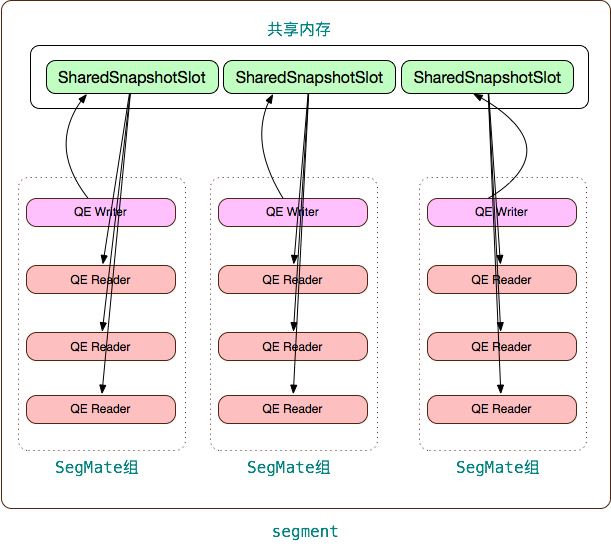 共享内存
SharedSnapshotSlot SharedSnapshotSlot SharedSnapshotSlot
QE Writer QE Writer QE Writer
QE Reader QE Reader QE Reader
QE Reader QE Reader QE Reader
QE Reader QE Reader QE Reader
SegMate组 SegMate组 SegMate组
segment